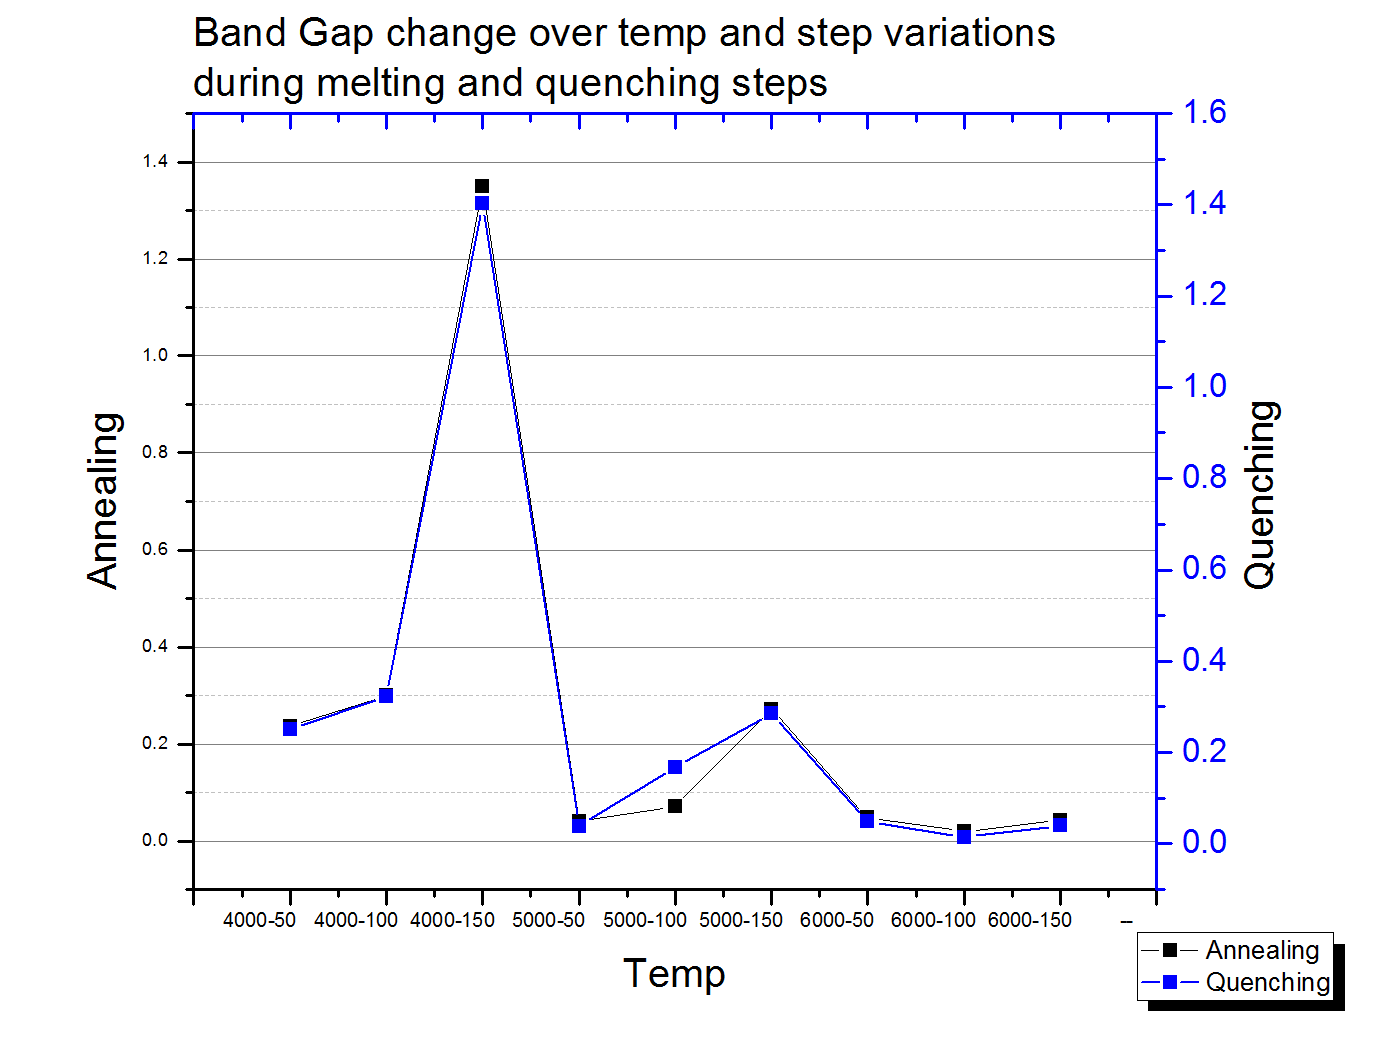 Band Gap change over temp and step variations
during melting and quenching steps
1.4
1.2
1.0
0.8
0.6
0.4
0.2
0.0
Annealing
1.6
1.4
1.2
1.0
0.8
0.6
0.4
0.2
0.0
Quenching
4000-50 4000-100 4000-150 5000-50 5000-100 5000-150 6000-50 6000-100 6000-150 --
Temp
Annealing
Quenching